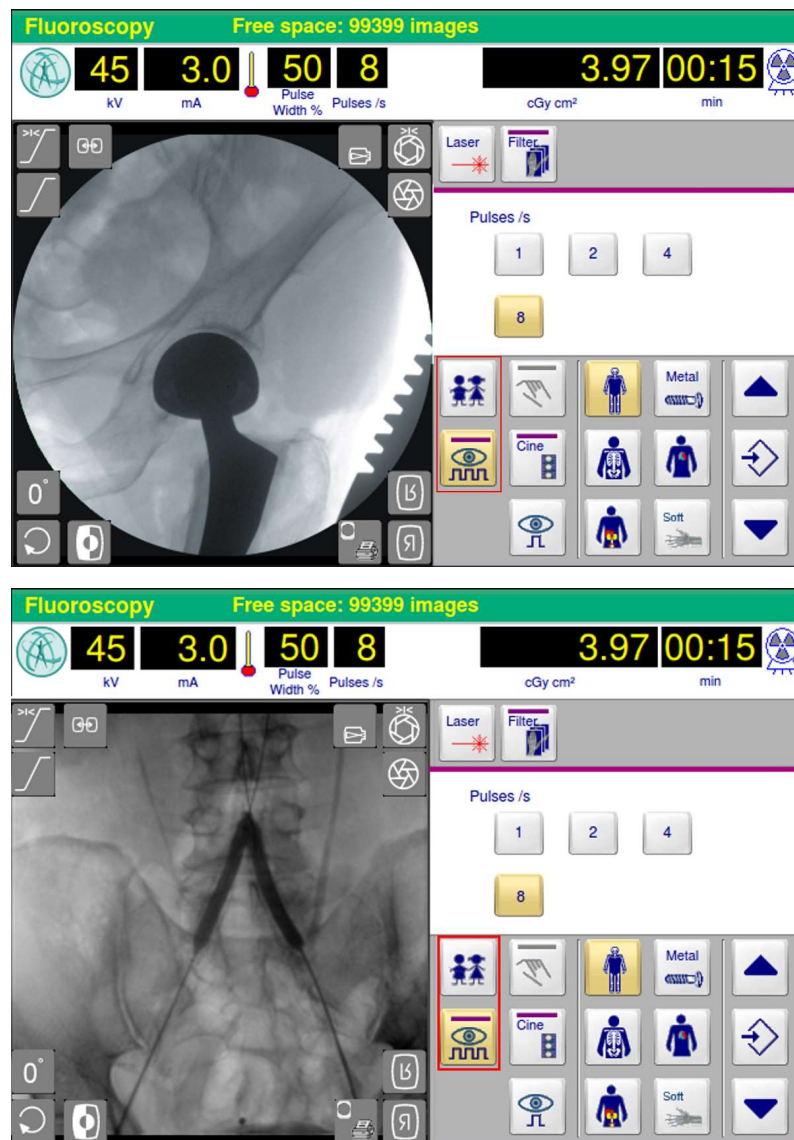 Fluoroscopy Free space: 99399 images
45 3.0 50 8 3.97 00:15
kV mA Pulse Width % Pulses /s cGy cm² min
Laser Filter
Pulses /s
1 2 4
8
Metal
Cine
0°
R
Soft
R
Fluoroscopy Free space: 99399 images
45 3.0 50 8 3.97 00:15
kV mA Pulse Width % Pulses /s cGy cm² min
Laser Filter
Pulses /s
1 2 4
8
Metal
Cine
0°
R
Soft
R